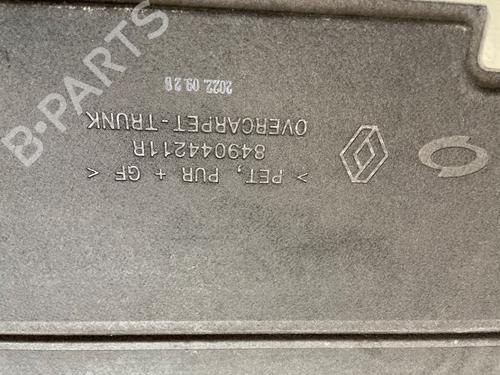 B-PARTS
2022. 09. 28
OVERCARPET-TRUNK
849044211R
> PET, PUR + GF <